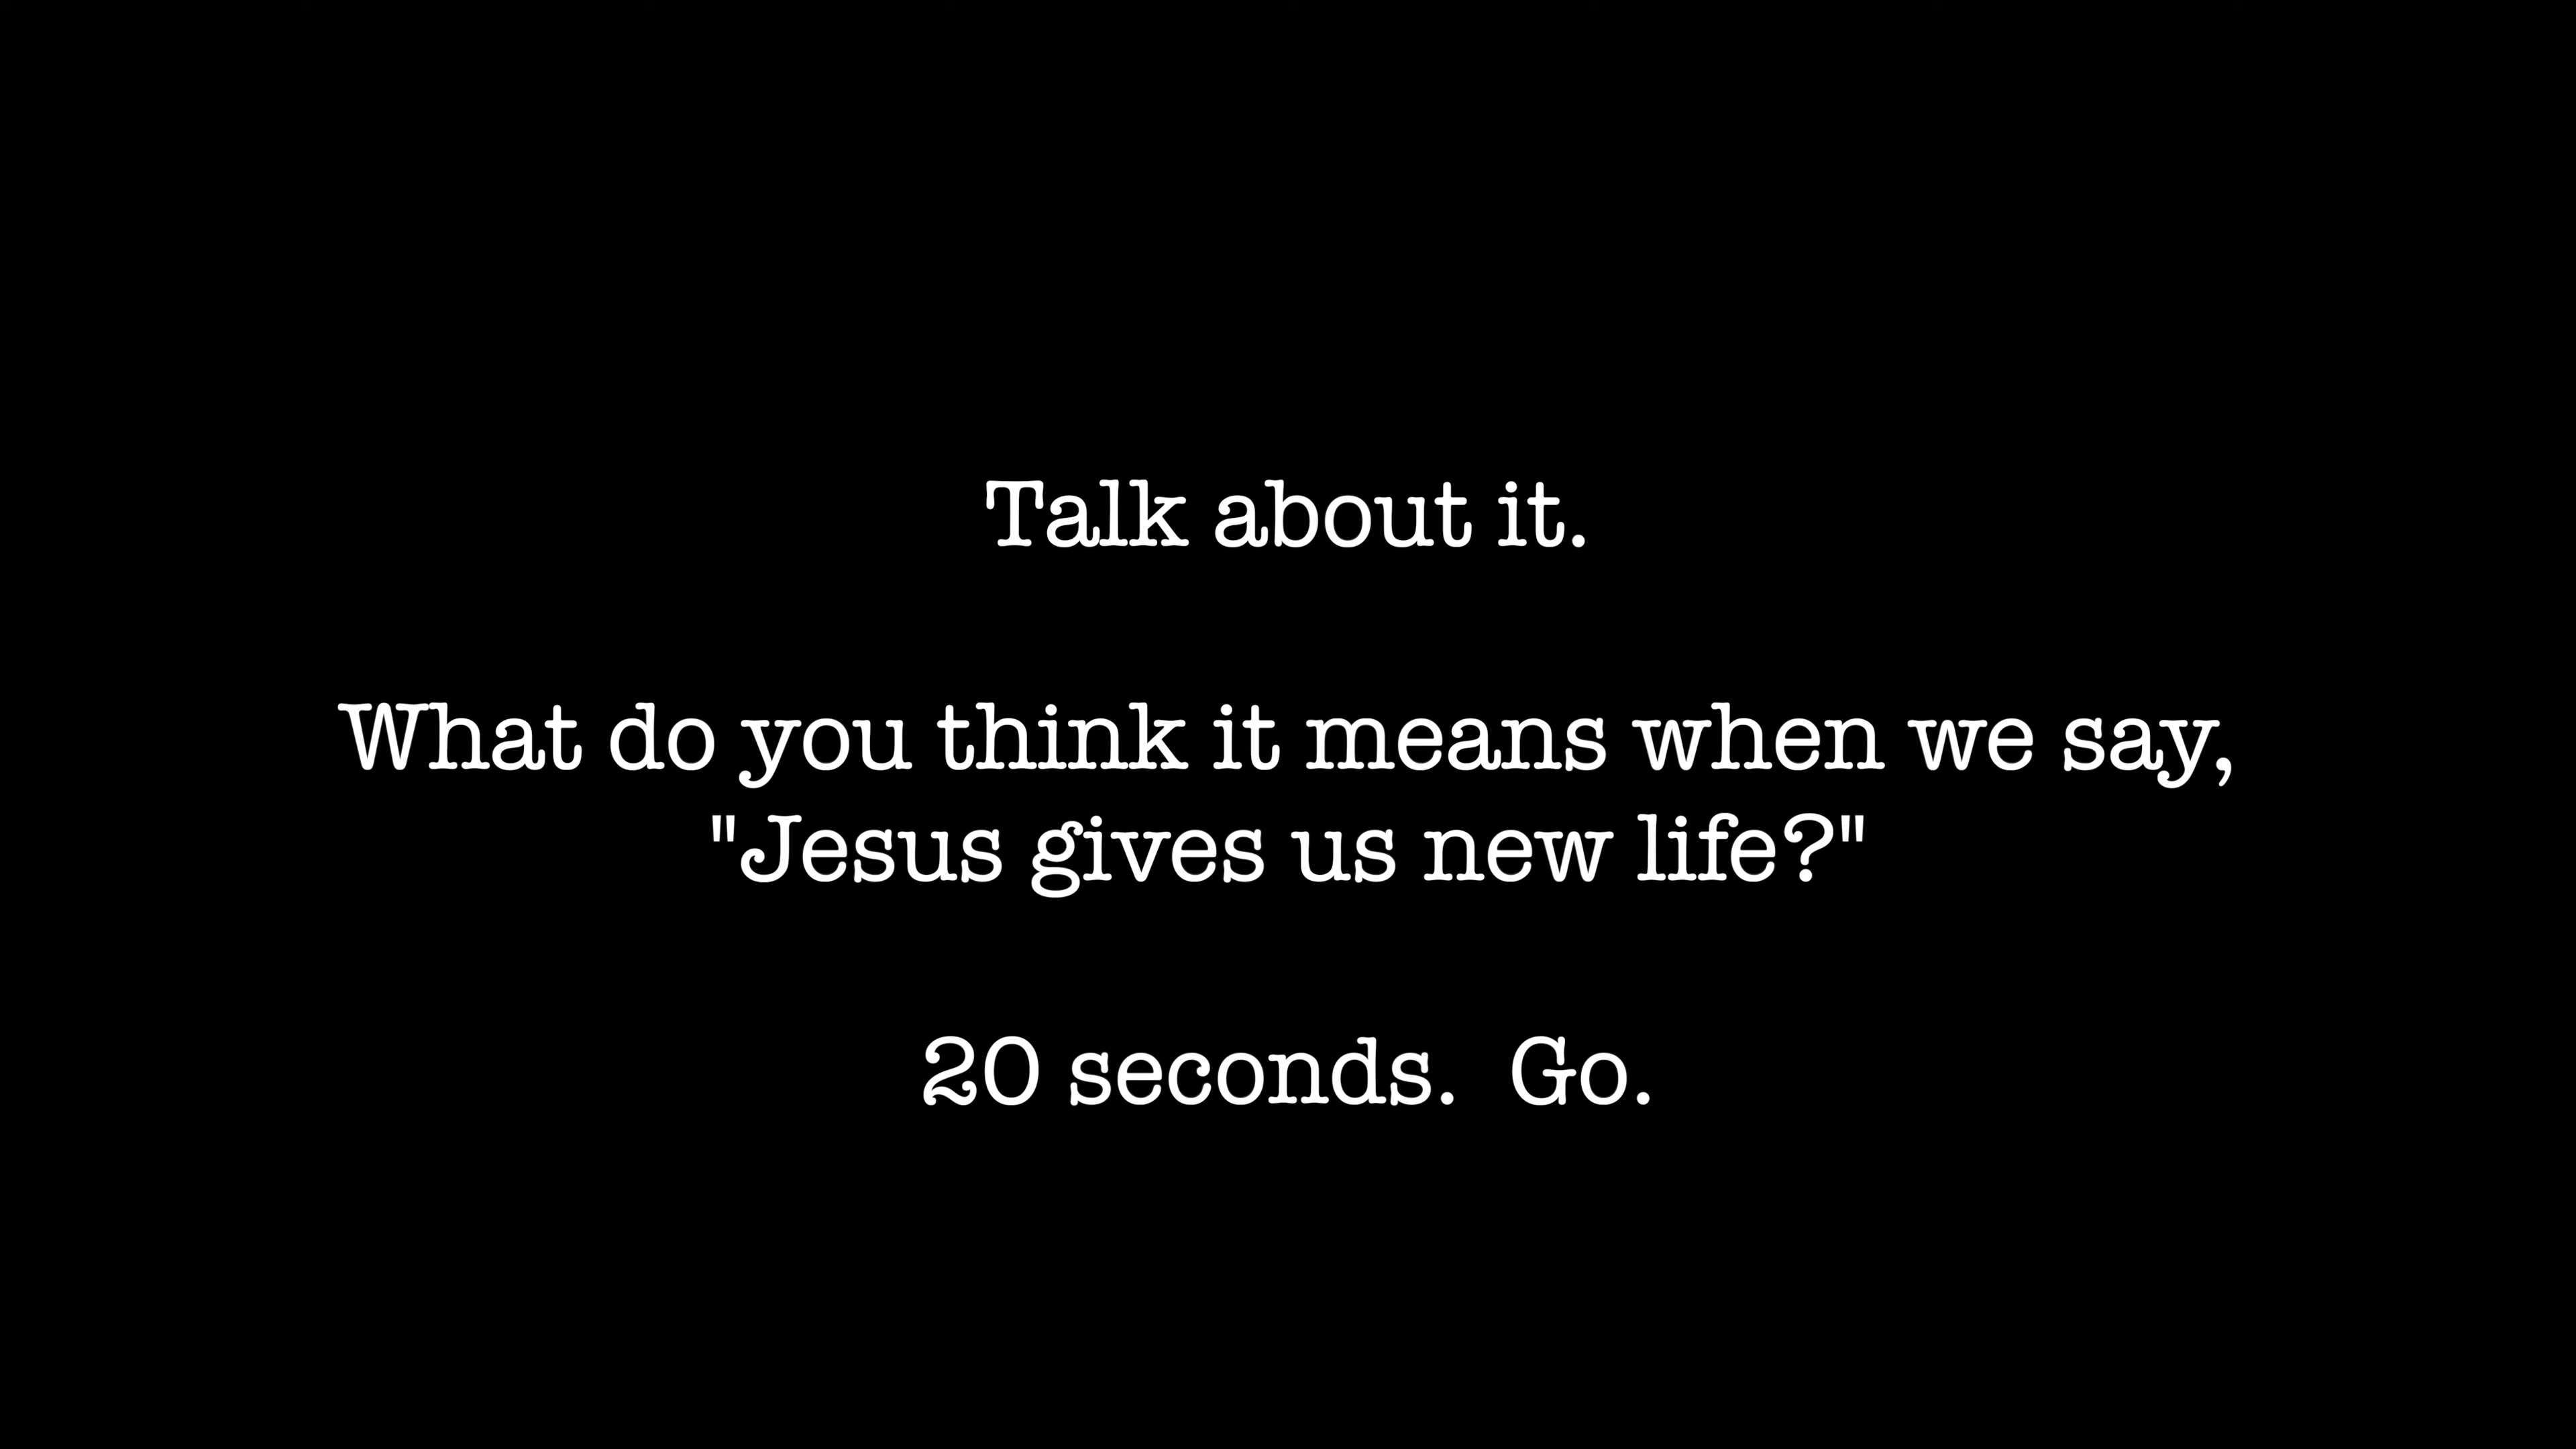 Talk about it.
What do you think it means when we say,
"Jesus gives us new life?"
20 seconds.  Go.